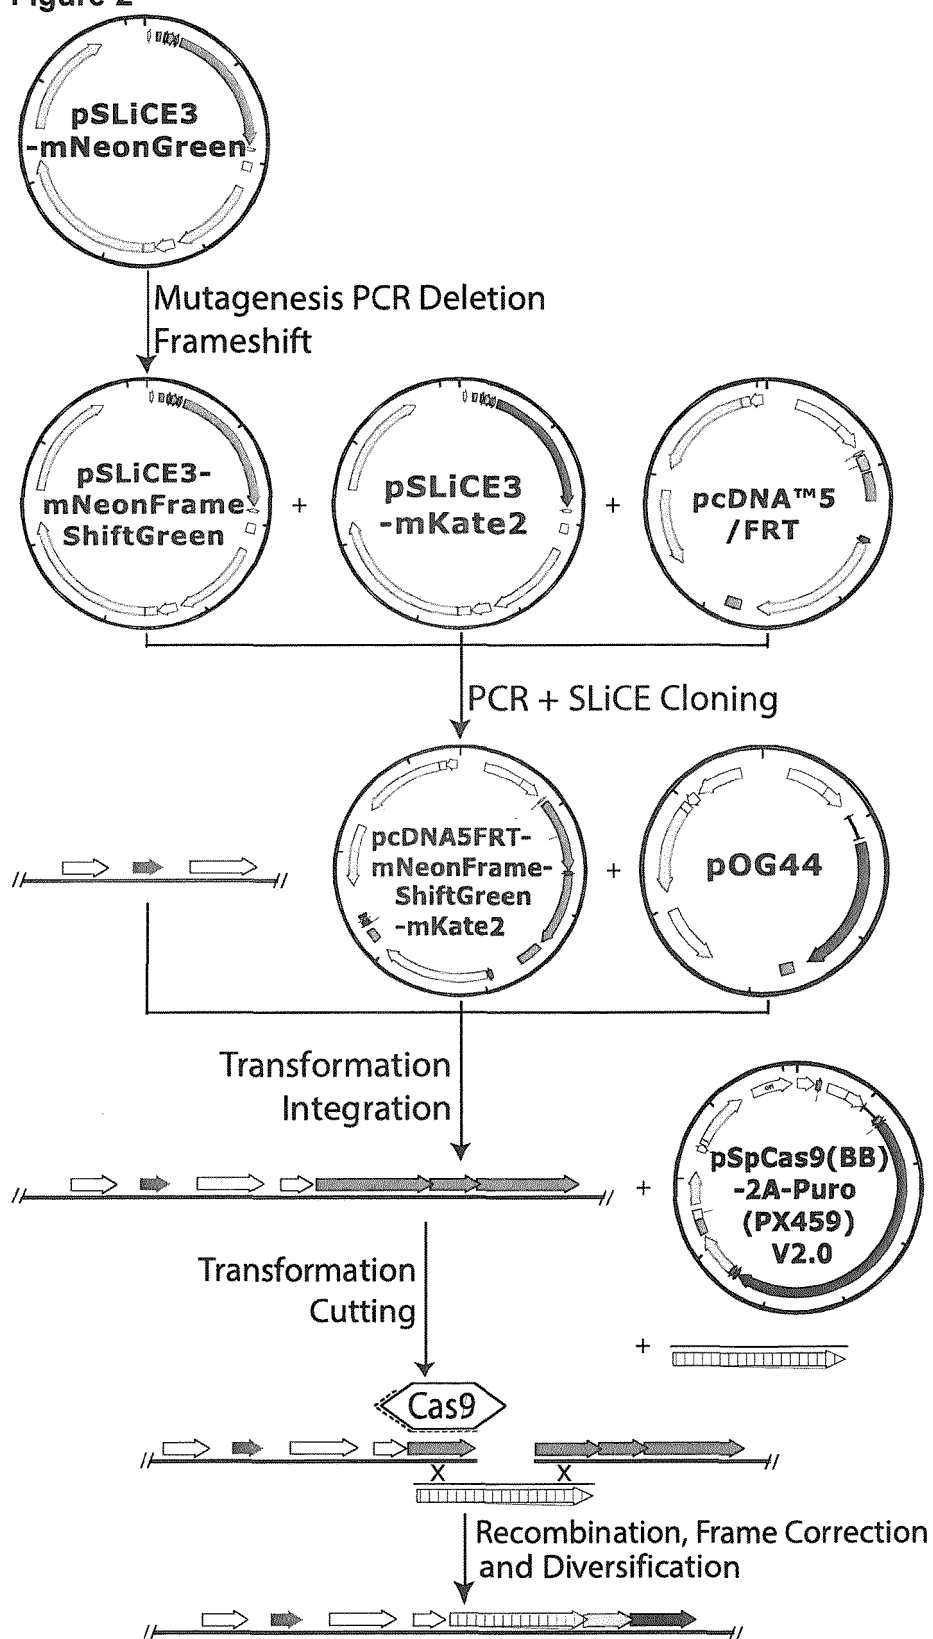 Figure 2
pSLiCE3
-mNeonGreen
Mutagenesis PCR Deletion
Frameshift
pSLiCE3-
mNeonFrame
ShiftGreen
+
pSLiCE3
-mKate2
+
pcDNA™5
/FRT
PCR + SLiCE Cloning
pcDNA5FRT-
mNeonFrame-
ShiftGreen
-mKate2
+
pOG44
Transformation
Integration
+
ori
pSpCas9(BB)
-2A-Puro
(PX459)
V2.0
Transformation
Cutting
+
Cas9
X X
Recombination, Frame Correction
and Diversification